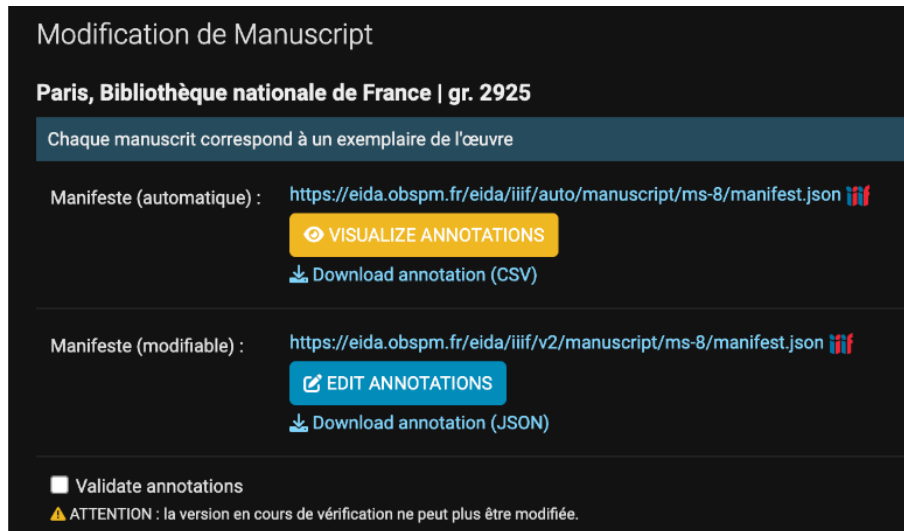 Modification de Manuscript
Paris, Bibliothèque nationale de France | gr. 2925
Chaque manuscrit correspond à un exemplaire de l'œuvre
Manifeste (automatique) : https://eida.obspm.fr/eida/iiif/auto/manuscript/ms-8/manifest.json iiif
VISUALIZE ANNOTATIONS
Download annotation (CSV)
Manifeste (modifiable) : https://eida.obspm.fr/eida/iiif/v2/manuscript/ms-8/manifest.json iiif
EDIT ANNOTATIONS
Download annotation (JSON)
Validate annotations
ATTENTION : la version en cours de vérification ne peut plus être modifiée.